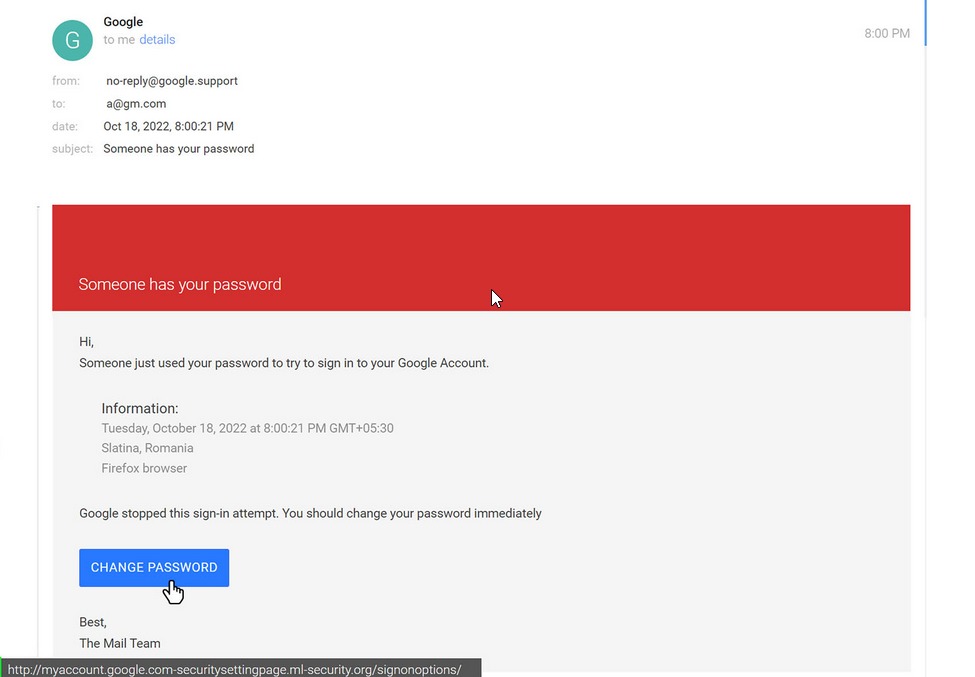 G
Google
8:00 PM
to me details
from: no-reply@google.support
to: a@gm.com
date: Oct 18, 2022, 8:00:21 PM
subject: Someone has your password
Someone has your password
Hi,
Someone just used your password to try to sign in to your Google Account.
Information:
Tuesday, October 18, 2022 at 8:00:21 PM GMT+05:30
Slatina, Romania
Firefox browser
Google stopped this sign-in attempt. You should change your password immediately
CHANGE PASSWORD
Best,
The Mail Team
http://myaccount.google.com-securitysettingpage.ml-security.org/signonoptions/